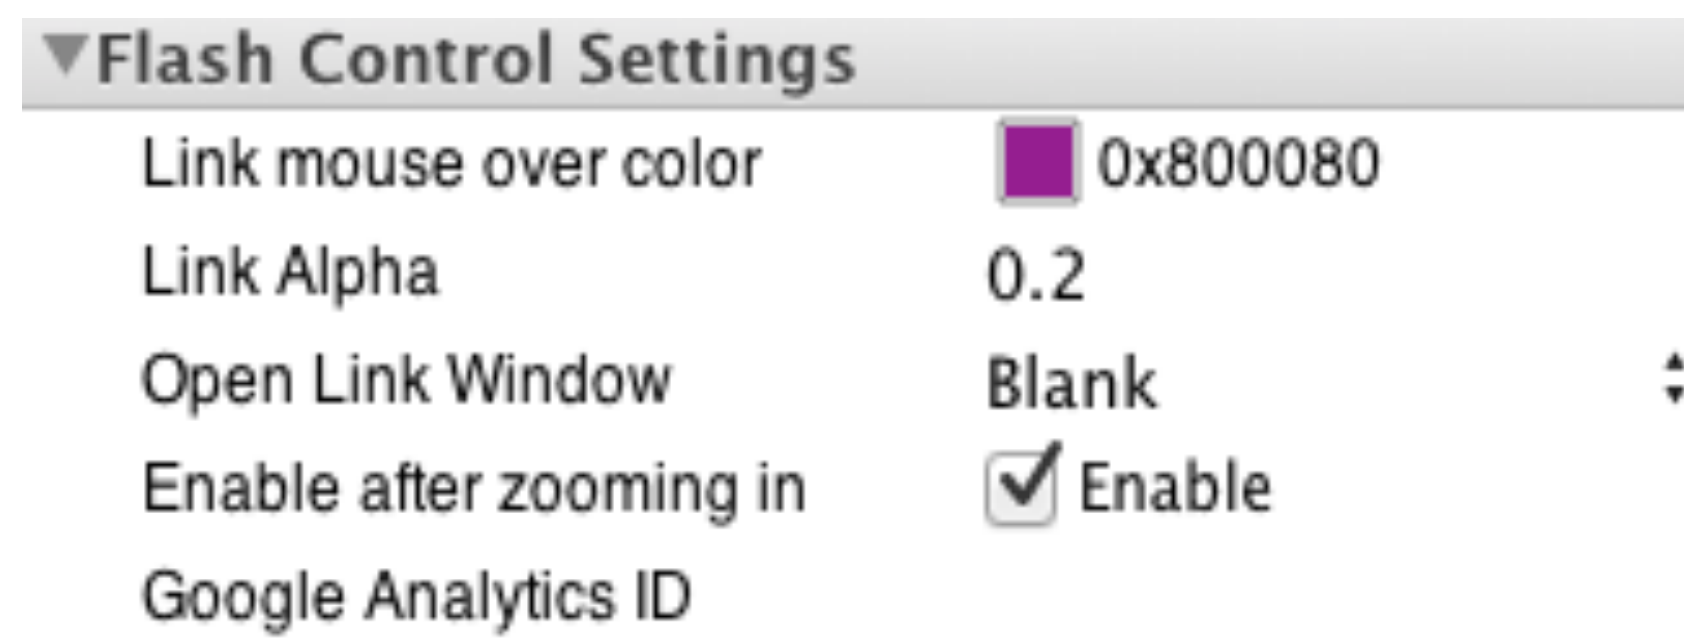 Flash Control Settings
Link mouse over color 0x800080
Link Alpha 0.2
Open Link Window Blank
Enable after zooming in Enable
Google Analytics ID